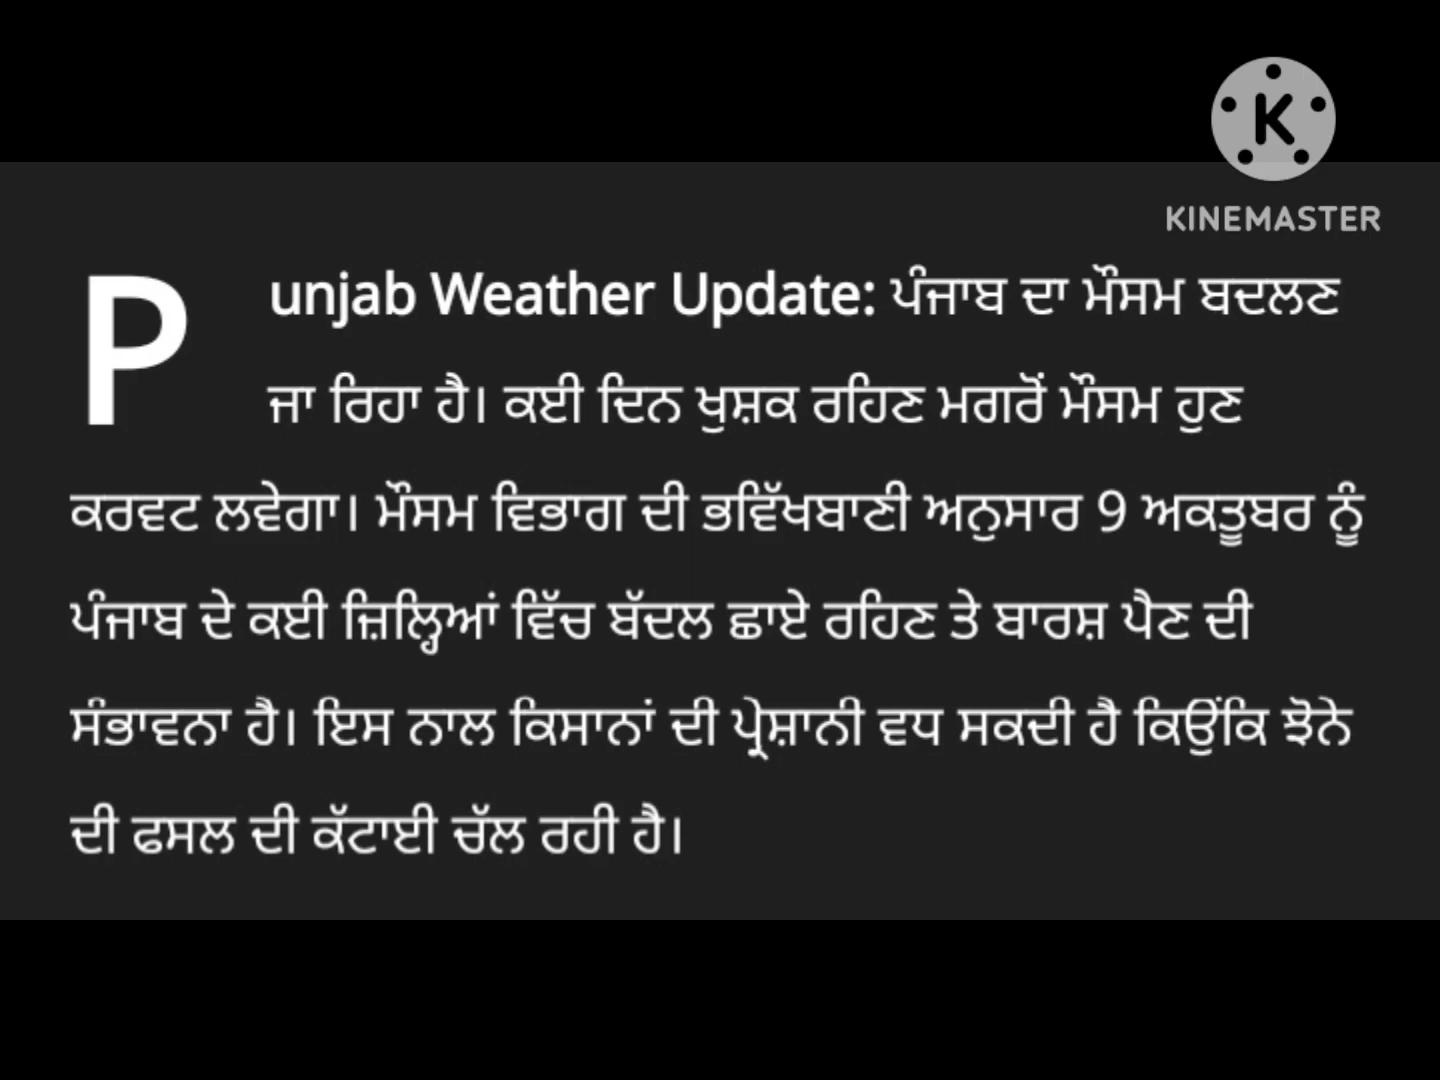 KINEMASTER
Punjab Weather Update: ਪੰਜਾਬ ਦਾ ਮੌਸਮ ਬਦਲਣ
ਜਾ ਰਿਹਾ ਹੈ। ਕਈ ਦਿਨ ਖੁਸ਼ਕ ਰਹਿਣ ਮਗਰੋਂ ਮੌਸਮ ਹੁਣ
ਕਰਵਟ ਲਵੇਗਾ। ਮੌਸਮ ਵਿਭਾਗ ਦੀ ਭਵਿੱਖਬਾਣੀ ਅਨੁਸਾਰ 9 ਅਕਤੂਬਰ ਨੂੰ
ਪੰਜਾਬ ਦੇ ਕਈ ਜ਼ਿਲ੍ਹਿਆਂ ਵਿੱਚ ਬੱਦਲ ਛਾਏ ਰਹਿਣ ਤੇ ਬਾਰਸ਼ ਪੈਣ ਦੀ
ਸੰਭਾਵਨਾ ਹੈ। ਇਸ ਨਾਲ ਕਿਸਾਨਾਂ ਦੀ ਪ੍ਰੇਸ਼ਾਨੀ ਵਧ ਸਕਦੀ ਹੈ ਕਿਉਂਕਿ ਝੋਨੇ
ਦੀ ਫਸਲ ਦੀ ਕੱਟਾਈ ਚੱਲ ਰਹੀ ਹੈ।